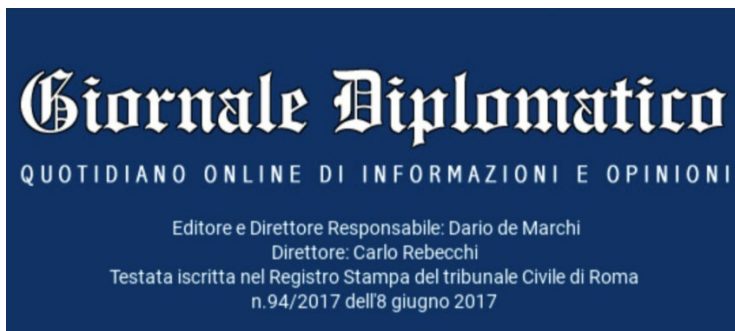 Giornale Diplomatico
QUOTIDIANO ONLINE DI INFORMAZIONI E OPINIONI
Editore e Direttore Responsabile: Dario de Marchi
Direttore: Carlo Rebecchi
Testata iscritta nel Registro Stampa del tribunale Civile di Roma
n.94/2017 dell'8 giugno 2017